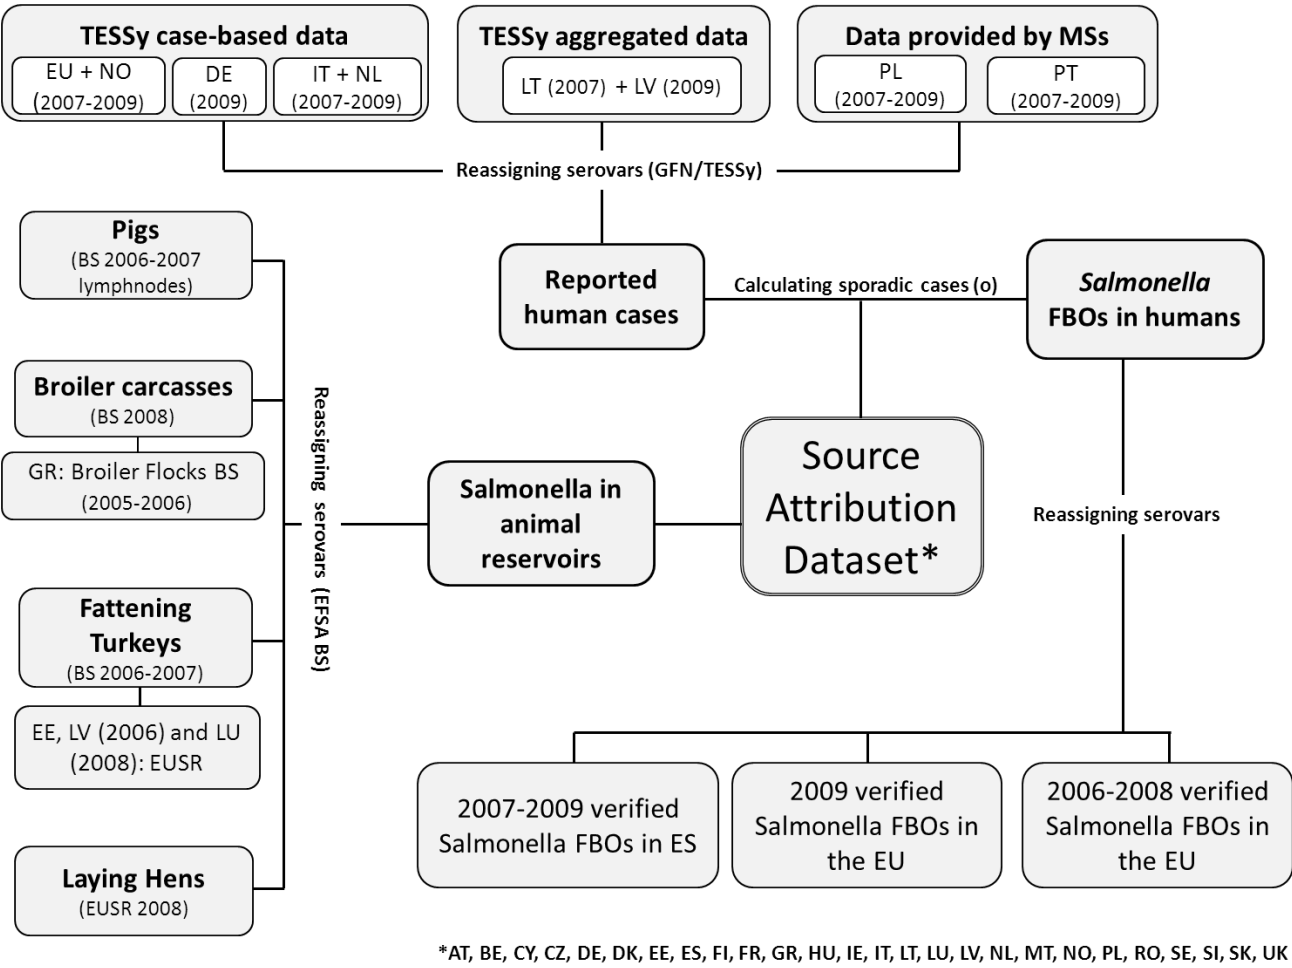 TESSy case-based data
EU + NO
(2007-2009)
DE
(2009)
IT + NL
(2007-2009)
TESSy aggregated data
LT (2007) + LV (2009)
Data provided by MSs
PL
(2007-2009)
PT
(2007-2009)
Reassigning serovars (GFN/TESSy)
Pigs
(BS 2006-2007
lymphnodes)
Broiler carcasses
(BS 2008)
GR: Broiler Flocks BS
(2005-2006)
Fattening
Turkeys
(BS 2006-2007)
EE, LV (2006) and LU
(2008): EUSR
Laying Hens
(EUSR 2008)
Reassigning serovars (EFSA BS)
Reported
human cases
Calculating sporadic cases (o)
Salmonella
FBOs in humans
Salmonella in
animal
reservoirs
Source
Attribution
Dataset*
Reassigning serovars
2007-2009 verified
Salmonella FBOs in ES
2009 verified
Salmonella FBOs in
the EU
2006-2008 verified
Salmonella FBOs in
the EU
*AT, BE, CY, CZ, DE, DK, EE, ES, FI, FR, GR, HU, IE, IT, LT, LU, LV, NL, MT, NO, PL, RO, SE, SI, SK, UK